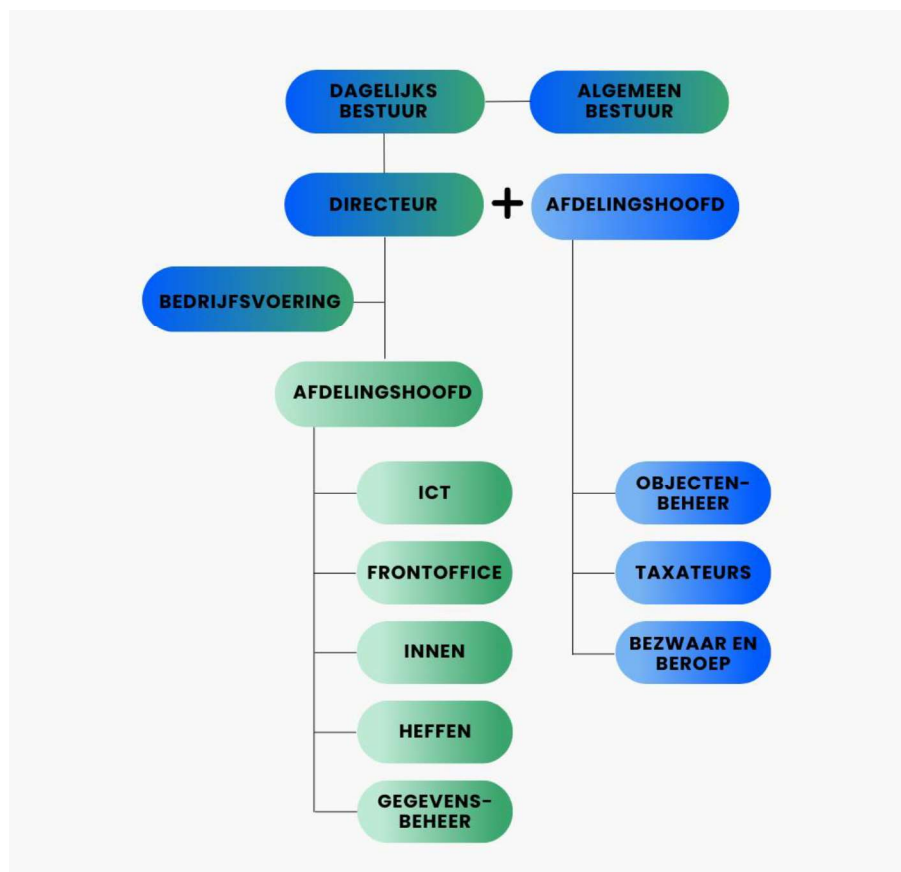 DAGELIJKS
BESTUUR
ALGEMEEN
BESTUUR
DIRECTEUR
+
AFDELINGSHOOFD
BEDRIJFSVOERING
AFDELINGSHOOFD
ICT
FRONTOFFICE
INNEN
HEFFEN
GEGEVENS-
BEHEER
OBJECTEN-
BEHEER
TAXATEURS
BEZWAAR EN
BEROEP